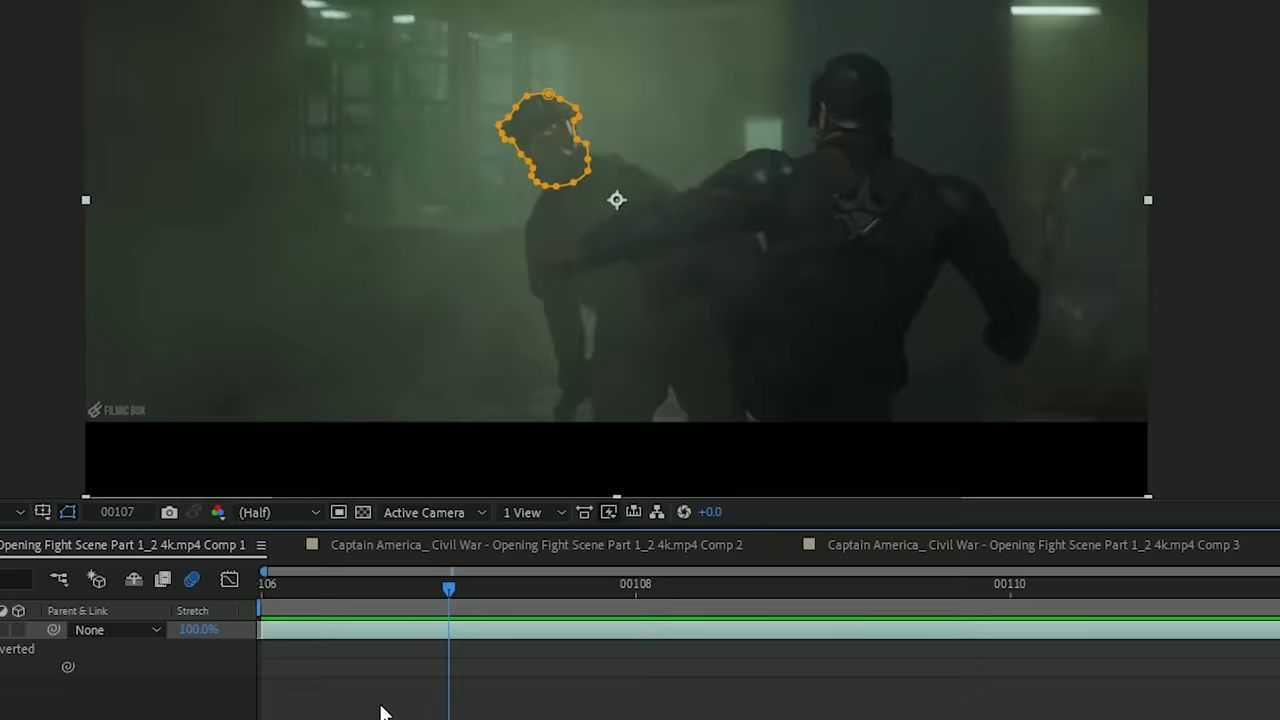 FILMIC BOX
00107 (Half) Active Camera 1 View +0.0
Opening Fight Scene Part 1_2 4k.mp4 Comp 1 Captain America_ Civil War - Opening Fight Scene Part 1_2 4k.mp4 Comp 2 Captain America_ Civil War - Opening Fight Scene Part 1_2 4k.mp4 Comp 3
106 00108 00110
Parent & Link Stretch
None 100.0%
verted